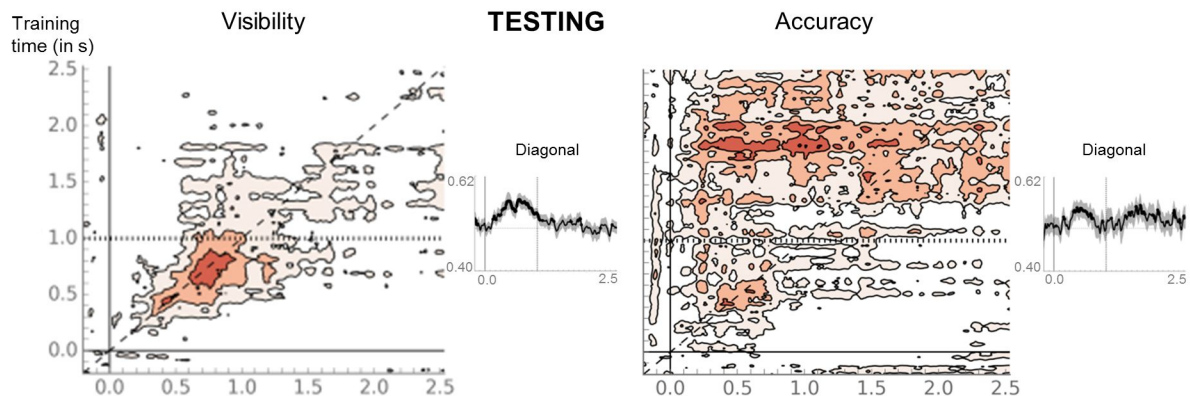 Training
time (in s)
Visibility
TESTING
Accuracy
2.5
2.0
1.5
1.0
0.5
0.0
0.0 0.5 1.0 1.5 2.0 2.5
Diagonal
0.62
0.40
0.0 2.5
0.0 0.5 1.0 1.5 2.0 2.5
Diagonal
0.62
0.40
0.0 2.5